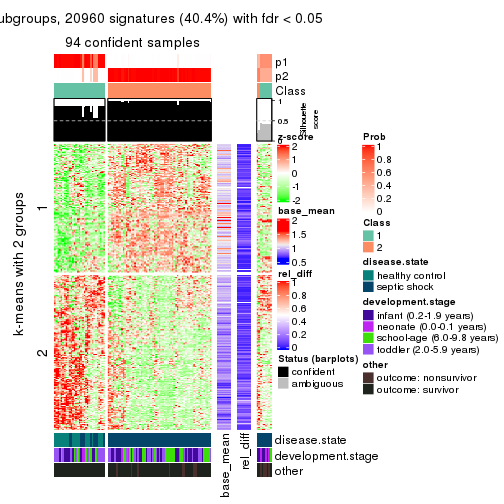 ubgroups, 20960 signatures (40.4%) with fdr < 0.05
94 confident samples
p1
p2
Class
1
0.5
0
Silhouette
score
k-means with 2 groups
1
2
z-score
2
1
0
-1
-2
base_mean
2
1.5
1
0.5
rel_diff
1
0.8
0.6
0.4
0.2
0
Status (barplots)
confident
ambiguous
Prob
1
0.8
0.6
0.4
0.2
0
Class
1
2
disease.state
healthy control
septic shock
development.stage
infant (0.2-1.9 years)
neonate (0.0-0.1 years)
school-age (6.0-9.8 years)
toddler (2.0-5.9 years)
other
outcome: nonsurvivor
outcome: survivor
disease.state
development.stage
other
base_mean
rel_diff